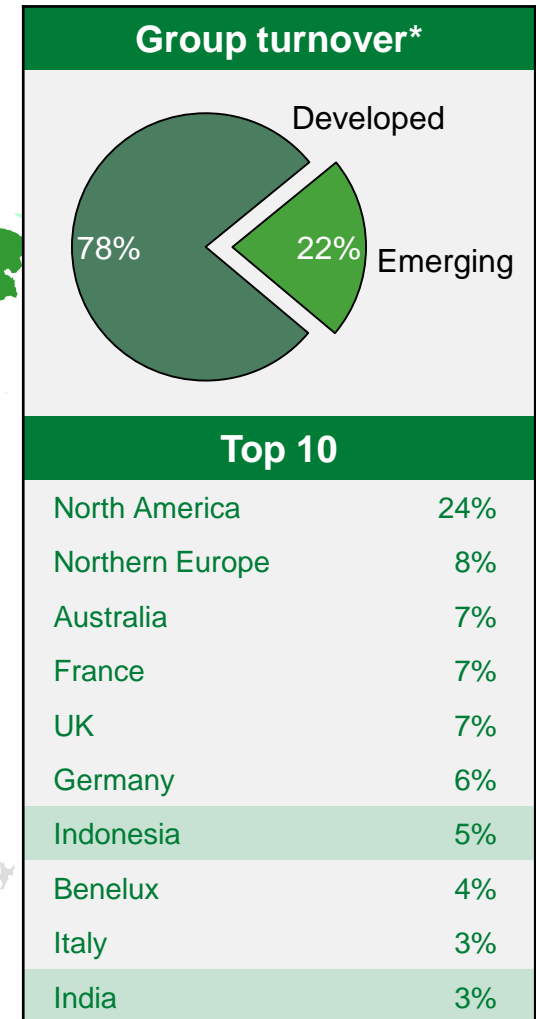 Group turnover*
Developed
78%
22%
Emerging
Top 10
North America 24%
Northern Europe 8%
Australia 7%
France 7%
UK 7%
Germany 6%
Indonesia 5%
Benelux 4%
Italy 3%
India 3%